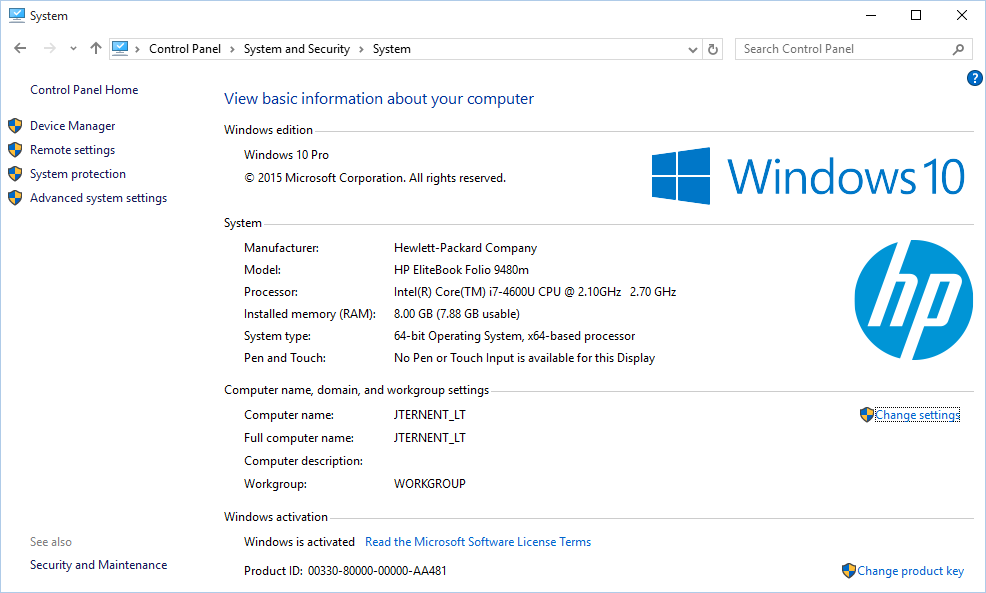 System
Control Panel > System and Security > System
Search Control Panel
?
Control Panel Home
Device Manager
Remote settings
System protection
Advanced system settings
View basic information about your computer
Windows edition
Windows 10 Pro
© 2015 Microsoft Corporation. All rights reserved.
Windows 10
System
Manufacturer: Hewlett-Packard Company
Model: HP EliteBook Folio 9480m
Processor: Intel(R) Core(TM) i7-4600U CPU @ 2.10GHz 2.70 GHz
Installed memory (RAM): 8.00 GB (7.88 GB usable)
System type: 64-bit Operating System, x64-based processor
Pen and Touch: No Pen or Touch Input is available for this Display
hp
Computer name, domain, and workgroup settings
Computer name: JTERNENT_LT
Change settings
Full computer name: JTERNENT_LT
Computer description:
Workgroup: WORKGROUP
Windows activation
Windows is activated Read the Microsoft Software License Terms
Product ID: 00330-80000-00000-AA481
Change product key
See also
Security and Maintenance